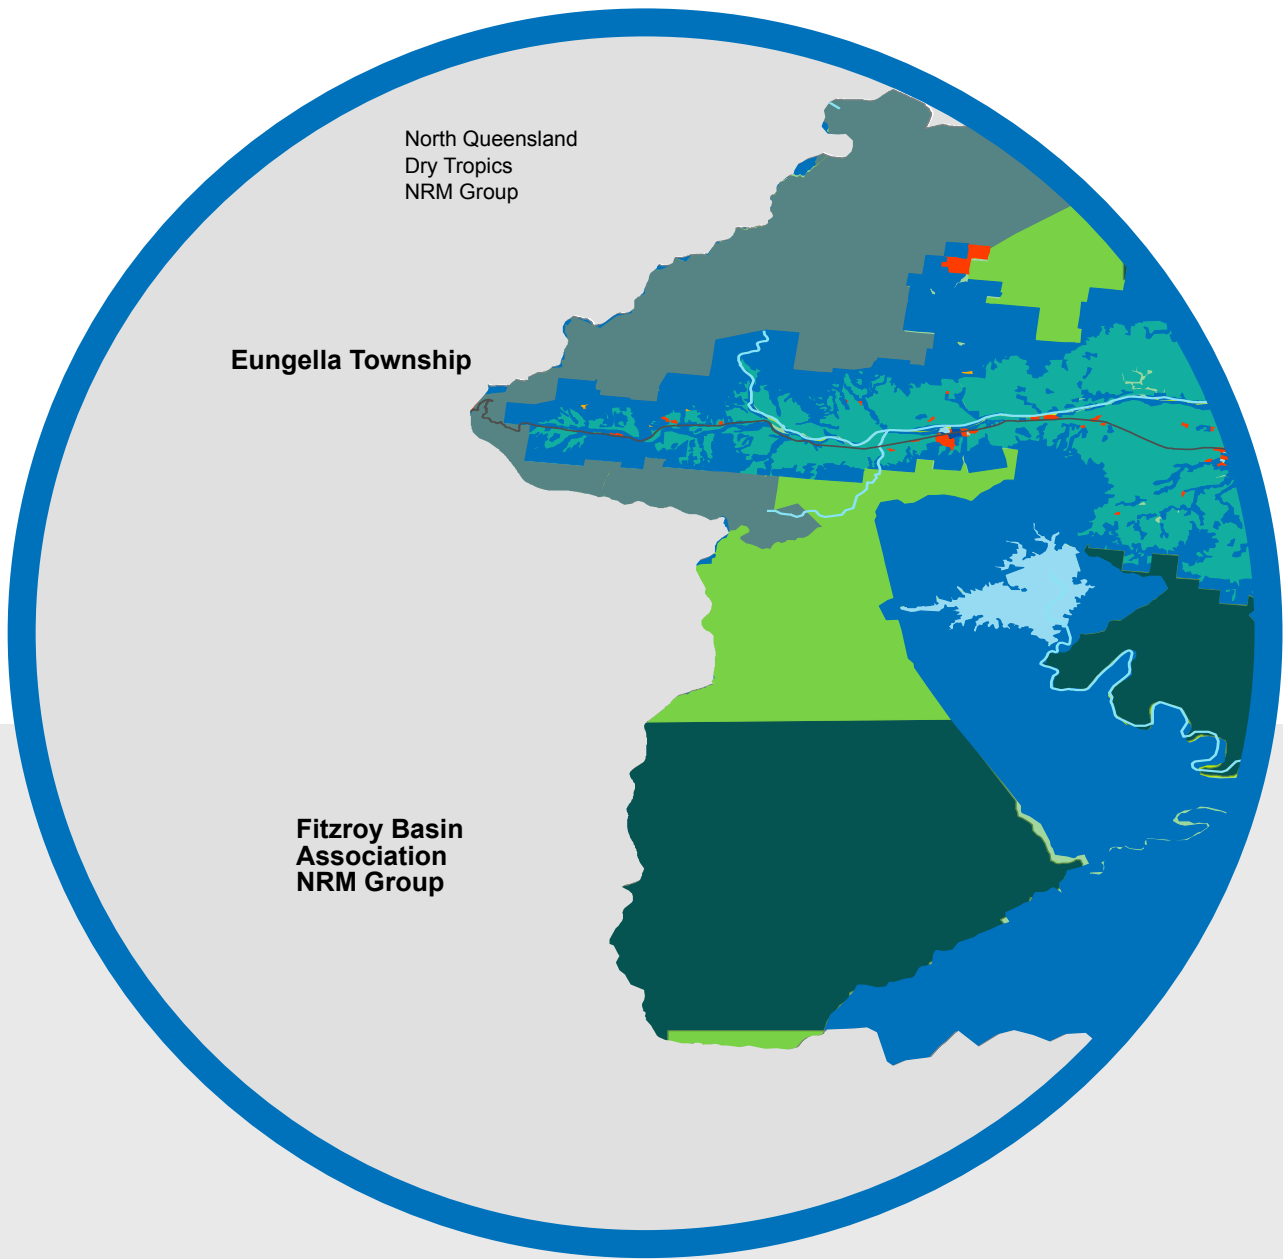 North Queensland
Dry Tropics
NRM Group
Eungella Township
Fitzroy Basin
Association
NRM Group